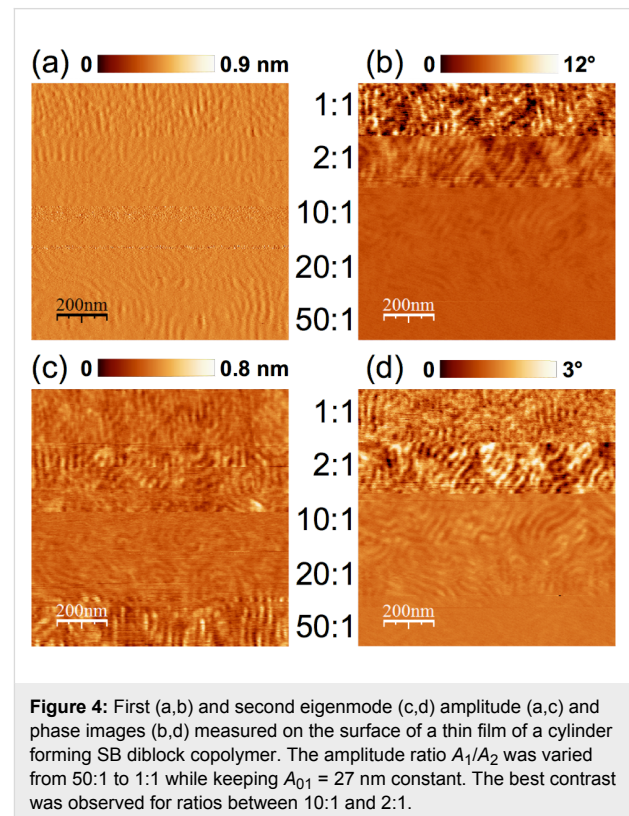 (a) 0 0.9 nm (b) 0 12°
1:1
2:1
10:1
20:1
50:1
200nm 200nm
(c) 0 0.8 nm (d) 0 3°
1:1
2:1
10:1
20:1
50:1
200nm 200nm
Figure 4: First (a,b) and second eigenmode (c,d) amplitude (a,c) and
phase images (b,d) measured on the surface of a thin film of a cylinder
forming SB diblock copolymer. The amplitude ratio A1/A2 was varied
from 50:1 to 1:1 while keeping A01 = 27 nm constant. The best contrast
was observed for ratios between 10:1 and 2:1.